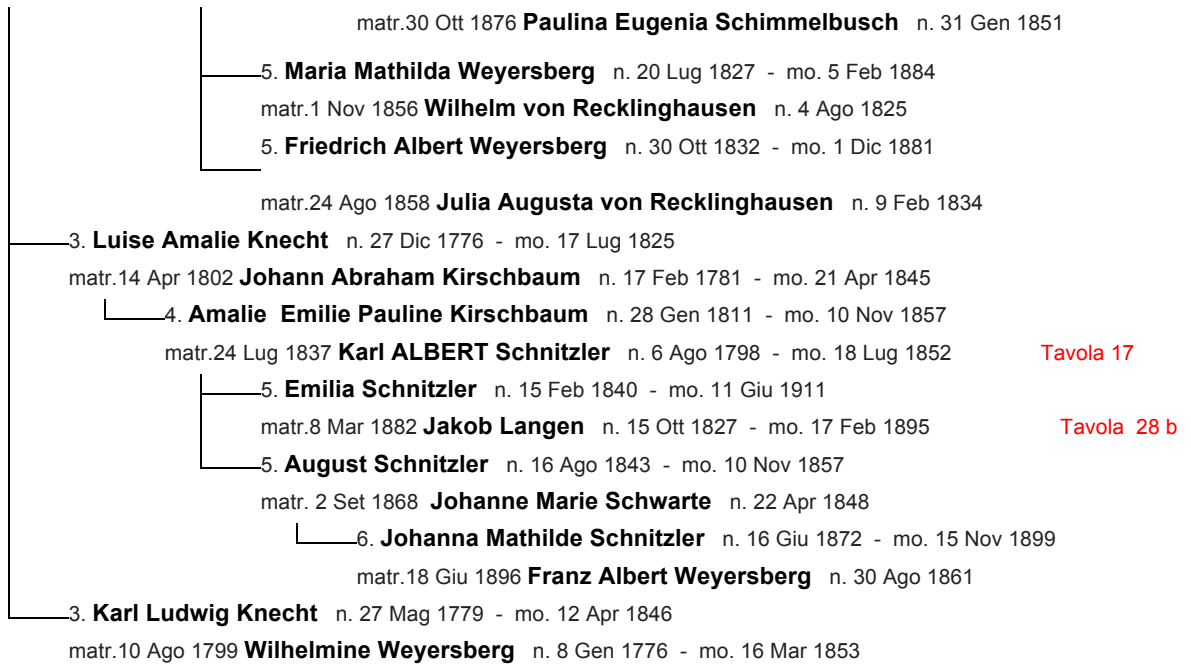 matr.30 Ott 1876 Paulina Eugenia Schimmelbusch n. 31 Gen 1851
5. Maria Mathilda Weyersberg n. 20 Lug 1827 - mo. 5 Feb 1884
matr.1 Nov 1856 Wilhelm von Recklinghausen n. 4 Ago 1825
5. Friedrich Albert Weyersberg n. 30 Ott 1832 - mo. 1 Dic 1881
matr.24 Ago 1858 Julia Augusta von Recklinghausen n. 9 Feb 1834
3. Luise Amalie Knecht n. 27 Dic 1776 - mo. 17 Lug 1825
matr.14 Apr 1802 Johann Abraham Kirschbaum n. 17 Feb 1781 - mo. 21 Apr 1845
4. Amalie Emilie Pauline Kirschbaum n. 28 Gen 1811 - mo. 10 Nov 1857
matr.24 Lug 1837 Karl ALBERT Schnitzler n. 6 Ago 1798 - mo. 18 Lug 1852 Tavola 17
5. Emilia Schnitzler n. 15 Feb 1840 - mo. 11 Giu 1911
matr.8 Mar 1882 Jakob Langen n. 15 Ott 1827 - mo. 17 Feb 1895 Tavola 28 b
5. August Schnitzler n. 16 Ago 1843 - mo. 10 Nov 1857
matr. 2 Set 1868 Johanne Marie Schwarte n. 22 Apr 1848
6. Johanna Mathilde Schnitzler n. 16 Giu 1872 - mo. 15 Nov 1899
matr.18 Giu 1896 Franz Albert Weyersberg n. 30 Ago 1861
3. Karl Ludwig Knecht n. 27 Mag 1779 - mo. 12 Apr 1846
matr.10 Ago 1799 Wilhelmine Weyersberg n. 8 Gen 1776 - mo. 16 Mar 1853